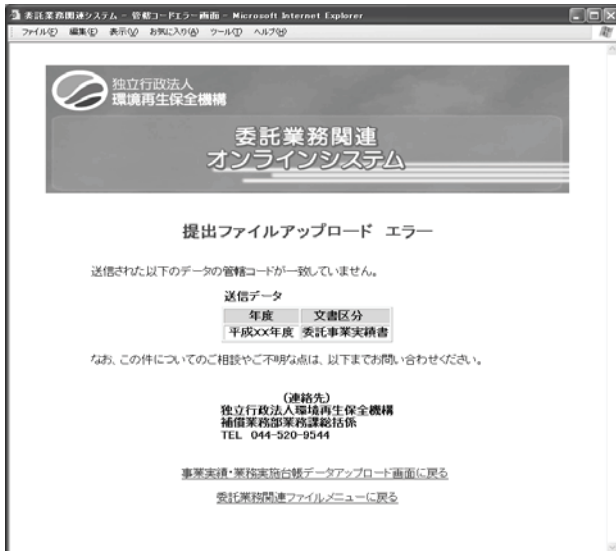 委託業務関連システム - 管轄コードエラー画面 - Microsoft Internet Explorer
ファイル(F) 編集(E) 表示(V) お気に入り(A) ツール(T) ヘルプ(H)
独立行政法人
環境再生保全機構
委託業務関連
オンラインシステム
提出ファイルアップロード エラー
送信された以下のデータの管轄コードが一致していません。
送信データ
年度 文書区分
平成XX年度 委託事業実績書
なお、この件についてのご相談やご不明な点は、以下までお問い合わせください。
(連絡先)
独立行政法人環境再生保全機構
補償業務部業務課総括係
TEL 044-520-9544
事業実績・業務実施台帳データアップロード画面に戻る
委託業務関連ファイルメニューに戻る